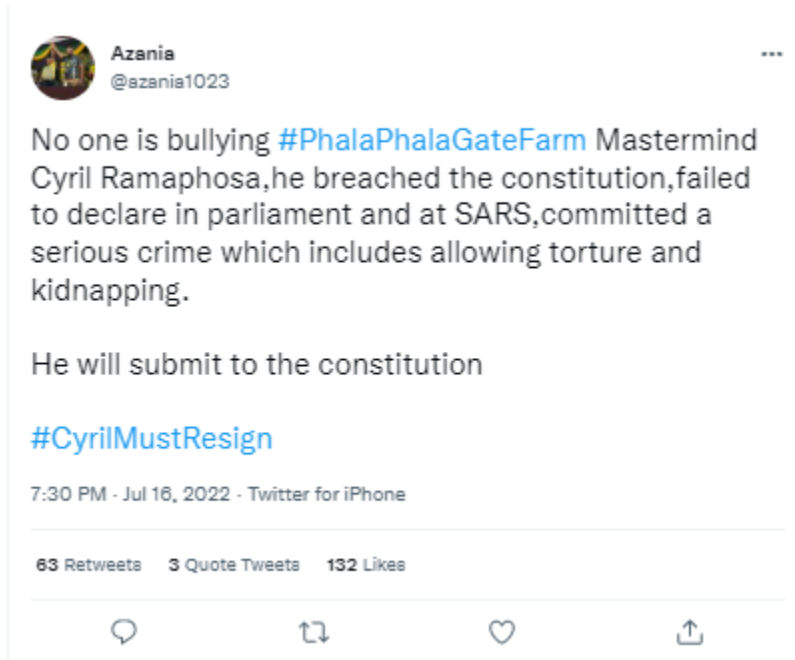 Azania
@azania1023
No one is bullying #PhalaPhalaGateFarm Mastermind
Cyril Ramaphosa,he breached the constitution,failed
to declare in parliament and at SARS,committed a
serious crime which includes allowing torture and
kidnapping.
He will submit to the constitution
#CyrilMustResign
7:30 PM · Jul 16, 2022 · Twitter for iPhone
63 Retweets 3 Quote Tweets 132 Likes